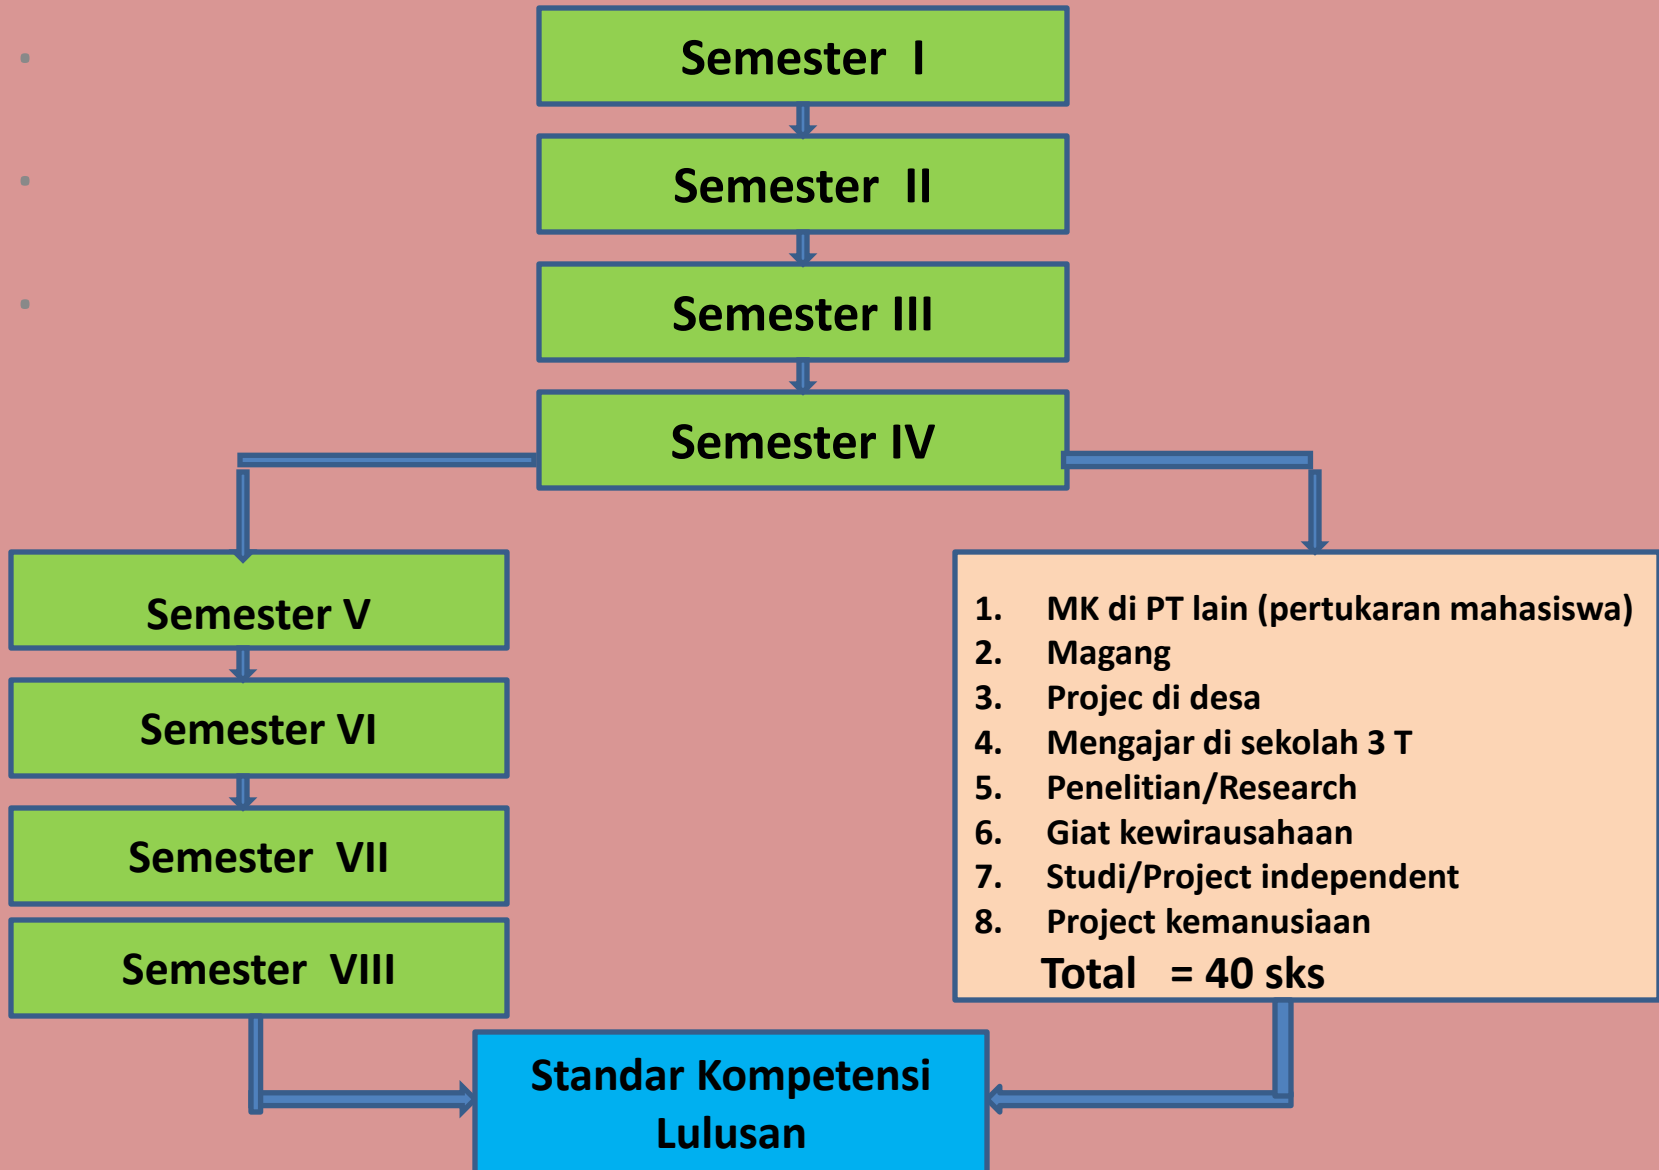 Semester I
Semester II
Semester III
Semester IV
Semester V
Semester VI
Semester VII
Semester VIII
1. MK di PT lain (pertukaran mahasiswa)
2. Magang
3. Projec di desa
4. Mengajar di sekolah 3 T
5. Penelitian/Research
6. Giat kewirausahaan
7. Studi/Project independent
8. Project kemanusiaan
Total = 40 sks
Standar Kompetensi
Lulusan